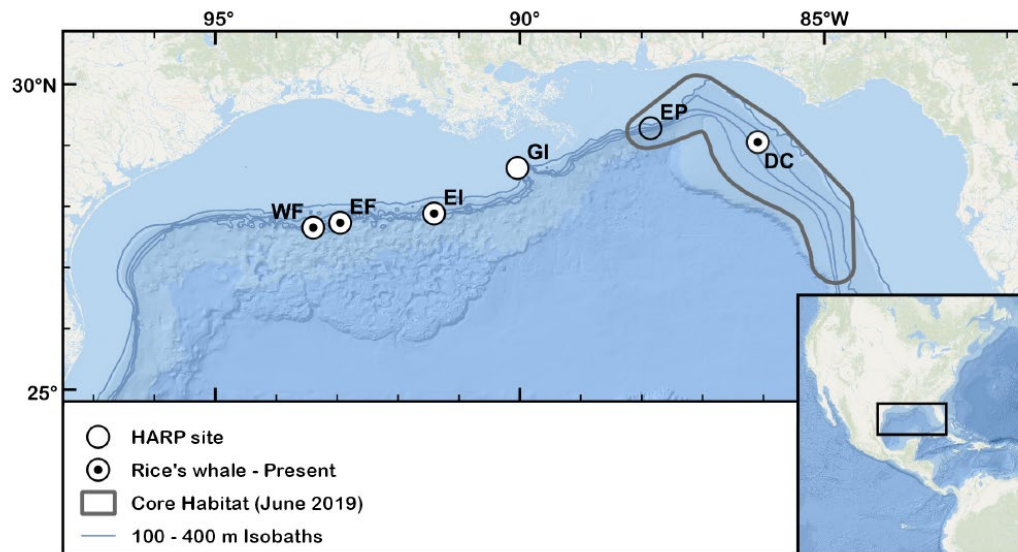 95°
90°
85°W
30°N
EP
GI
DC
WF
EF
EI
25°
HARP site
Rice's whale - Present
Core Habitat (June 2019)
100 - 400 m Isobaths